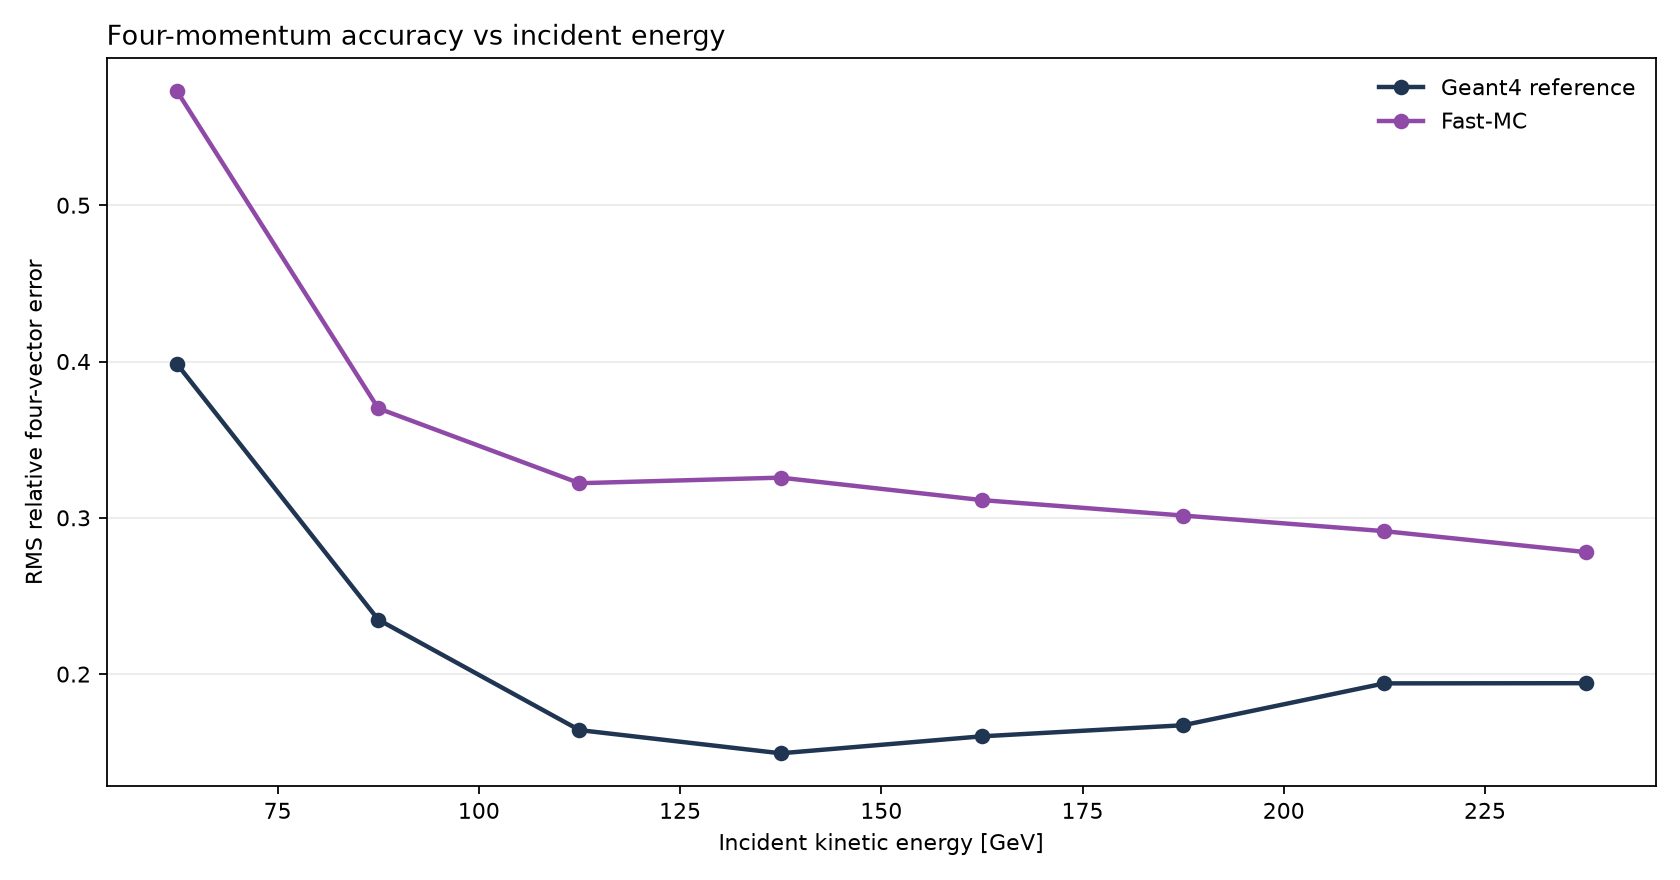 Four-momentum accuracy vs incident energy
Geant4 reference
Fast-MC
RMS relative four-vector error
0.5
0.4
0.3
0.2
75 100 125 150 175 200 225
Incident kinetic energy [GeV]